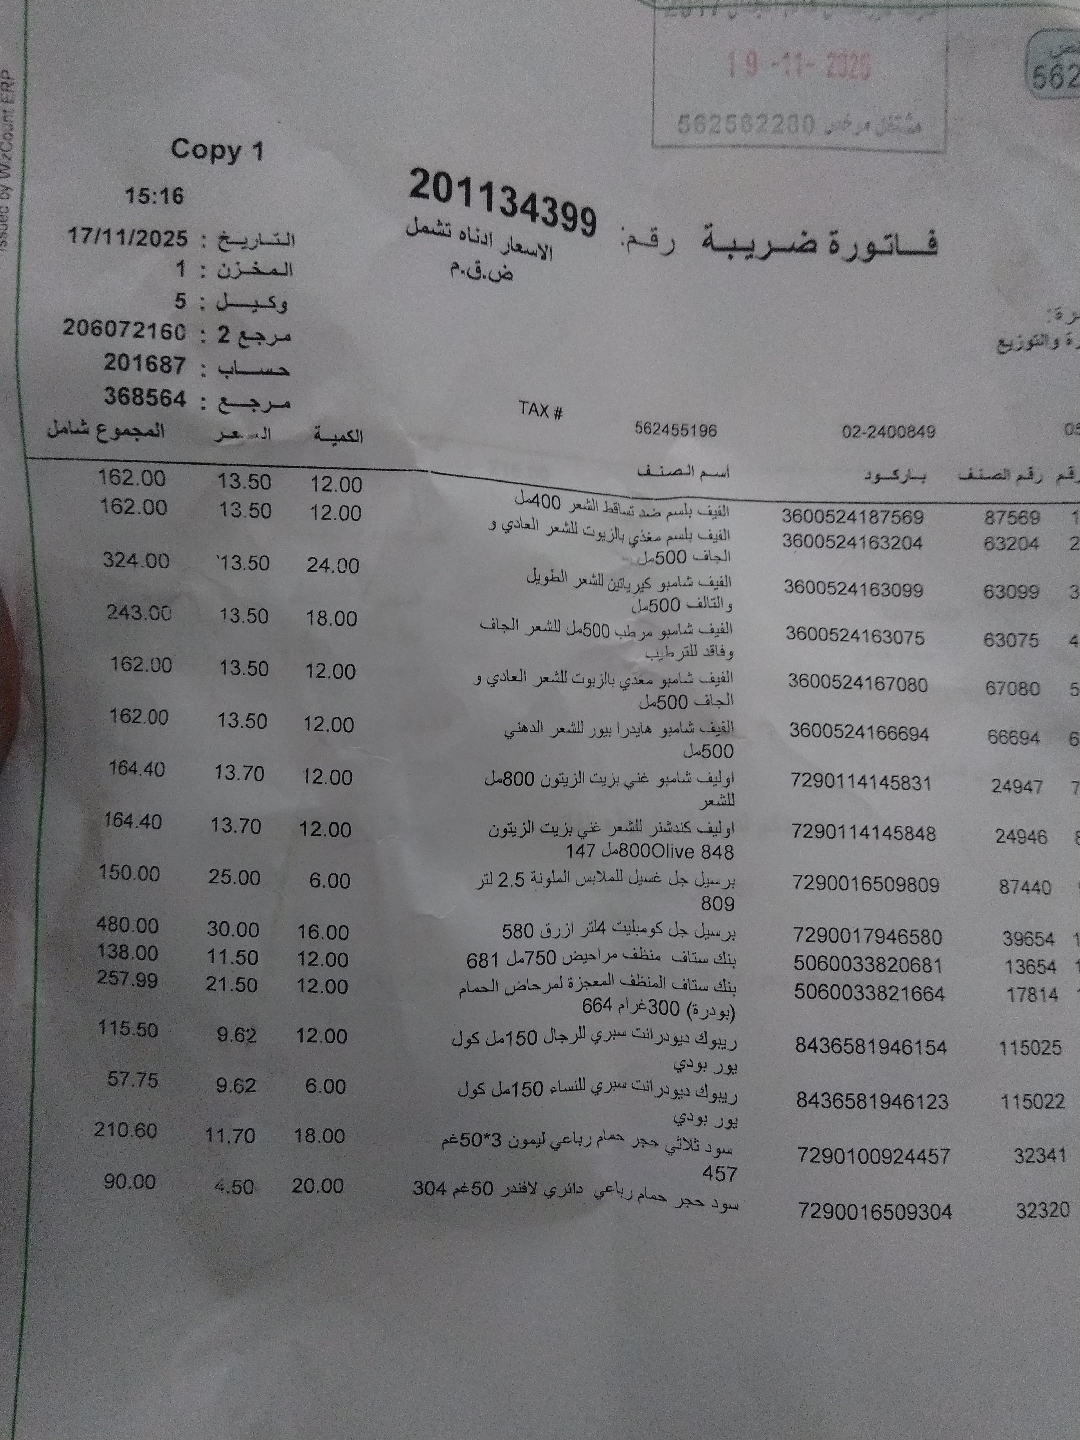 19 -11- 2020
مشتغل مرخص 562562280
562
Issued by WizCount ERP
Copy 1
15:16
فاتورة ضريبة رقم: 201134399
الاسعار ادناه تشمل
ض.ق.م
التاريخ : 17/11/2025
المخزن : 1
وكيل : 5
مرجع 2 : 206072160
حساب : 201687
مرجع : 368564
رة:
رة والتوزيع
02-2400849 562455196 TAX #
رقم الصنف باركود اسم الصنف الكمية السعر المجموع شامل
1 87569 3600524187569 الفيف بلسم ضد تساقط الشعر 400مل 12.00 13.50 162.00
2 63204 3600524163204 الفيف بلسم مغذي بالزيوت للشعر العادي و 12.00 13.50 162.00
الجاف 500مل
3 63099 3600524163099 الفيف شامبو كيرياتين للشعر الطويل 24.00 13.50 324.00
والتالف 500مل
4 63075 3600524163075 الفيف شامبو مرطب 500مل للشعر الجاف 18.00 13.50 243.00
وفاقد للترطيب
5 67080 3600524167080 الفيف شامبو مغذي بالزيوت للشعر العادي و 12.00 13.50 162.00
الجاف 500مل
6 66694 3600524166694 الفيف شامبو هايدرا بيور للشعر الدهني 12.00 13.50 162.00
500مل
7 24947 7290114145831 اوليف شامبو غني بزيت الزيتون 800مل 12.00 13.70 164.40
للشعر
8 24946 7290114145848 اوليف كندشنر للشعر غني بزيت الزيتون 12.00 13.70 164.40
800مل Olive 848 147
87440 7290016509809 برسيل جل غسيل للملابس الملونة 2.5 لتر 6.00 25.00 150.00
809
39654 7290017946580 برسيل جل كومبليت 4لتر ازرق 580 16.00 30.00 480.00
13654 5060033820681 بنك ستاف منظف مراحيض 750مل 681 12.00 11.50 138.00
17814 5060033821664 بنك ستاف المنظف المعجزة لمرحاض الحمام 12.00 21.50 257.99
(بودرة) 300غرام 664
115025 8436581946154 ريبوك ديودرانت سبري للرجال 150مل كول 12.00 9.62 115.50
يور بودي
115022 8436581946123 ريبوك ديودرانت سبري للنساء 150مل كول 6.00 9.62 57.75
يور بودي
32341 7290100924457 سود ثلاثي حجر حمام رباعي ليمون 3*50غم 18.00 11.70 210.60
457
32320 7290016509304 سود حجر حمام رباعي دائري لافندر 50غم 304 20.00 4.50 90.00